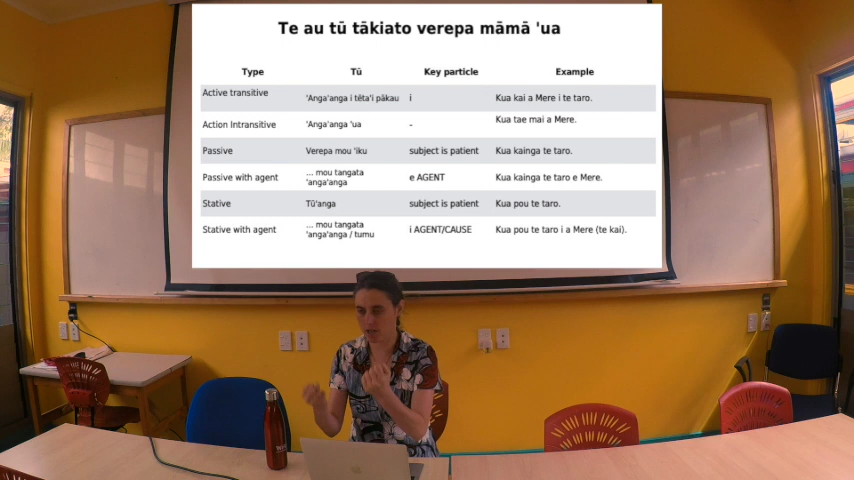 Te au tū tākiato verepa māmā 'ua
Type Tū Key particle Example
Active transitive 'Anga'anga i tēta'i pākau i Kua kai a Mere i te taro.
Action Intransitive 'Anga'anga 'ua - Kua tae mai a Mere.
Passive Verepa mou 'iku subject is patient Kua kainga te taro.
Passive with agent ... mou tangata 'anga'anga e AGENT Kua kainga te taro e Mere.
Stative Tū'anga subject is patient Kua pou te taro.
Stative with agent ... mou tangata 'anga'anga / tumu i AGENT/CAUSE Kua pou te taro i a Mere (te kai).